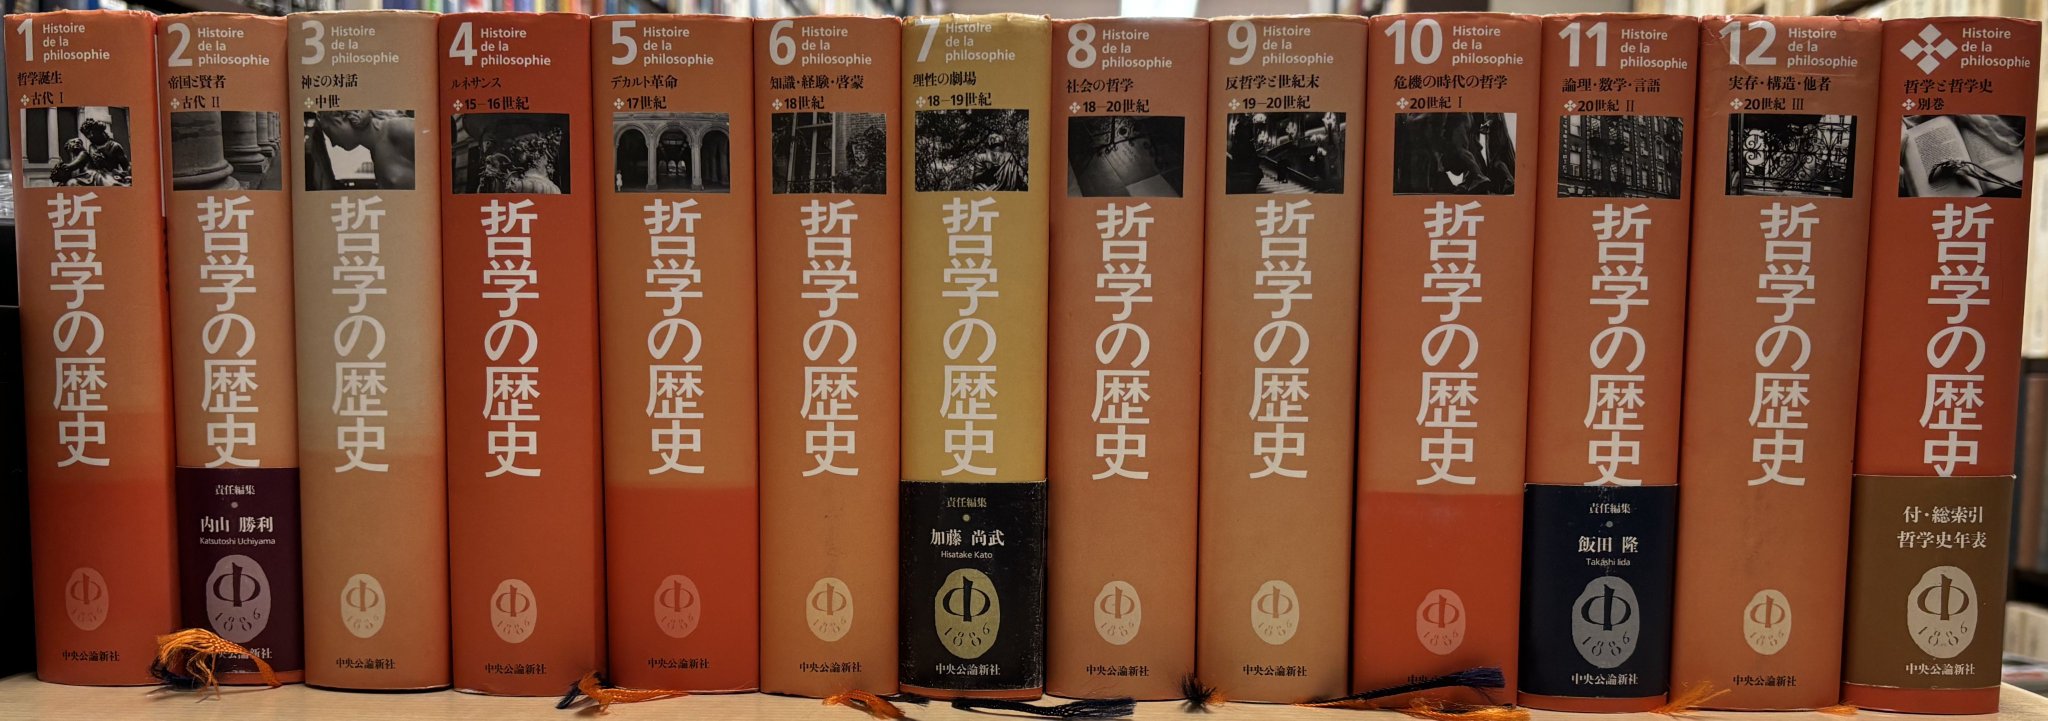 1
Histoire
de la
philosophie
哲学誕生
古代 I
哲学の歴史
1886
中央公論新社
2
Histoire
de la
philosophie
帝国と賢者
古代 II
哲学の歴史
責任編集
内山 勝利
Katsutoshi Uchiyama
1886
3
Histoire
de la
philosophie
神との対話
中世
哲学の歴史
1886
中央公論新社
4
Histoire
de la
philosophie
ルネサンス
15-16世紀
哲学の歴史
1886
中央公論新社
5
Histoire
de la
philosophie
デカルト革命
17世紀
哲学の歴史
1886
中央公論新社
6
Histoire
de la
philosophie
知識・経験・啓蒙
18世紀
哲学の歴史
1886
中央公論新社
7
Histoire
de la
philosophie
理性の劇場
18-19世紀
哲学の歴史
責任編集
加藤 尚武
Hisatake Kato
1886
中央公論新社
8
Histoire
de la
philosophie
社会の哲学
18-20世紀
哲学の歴史
1886
中央公論新社
9
Histoire
de la
philosophie
反哲学と世紀末
19-20世紀
哲学の歴史
1886
中央公論新社
10
Histoire
de la
philosophie
危機の時代の哲学
20世紀 I
哲学の歴史
1886
中央公論新社
11
Histoire
de la
philosophie
論理・数学・言語
20世紀 II
哲学の歴史
責任編集
飯田 隆
Takashi Iida
1886
中央公論新社
12
Histoire
de la
philosophie
実存・構造・他者
20世紀 III
哲学の歴史
1886
中央公論新社
Histoire
de la
philosophie
哲学と哲学史
別巻
哲学の歴史
付・総索引
哲学史年表
1886
中央公論新社